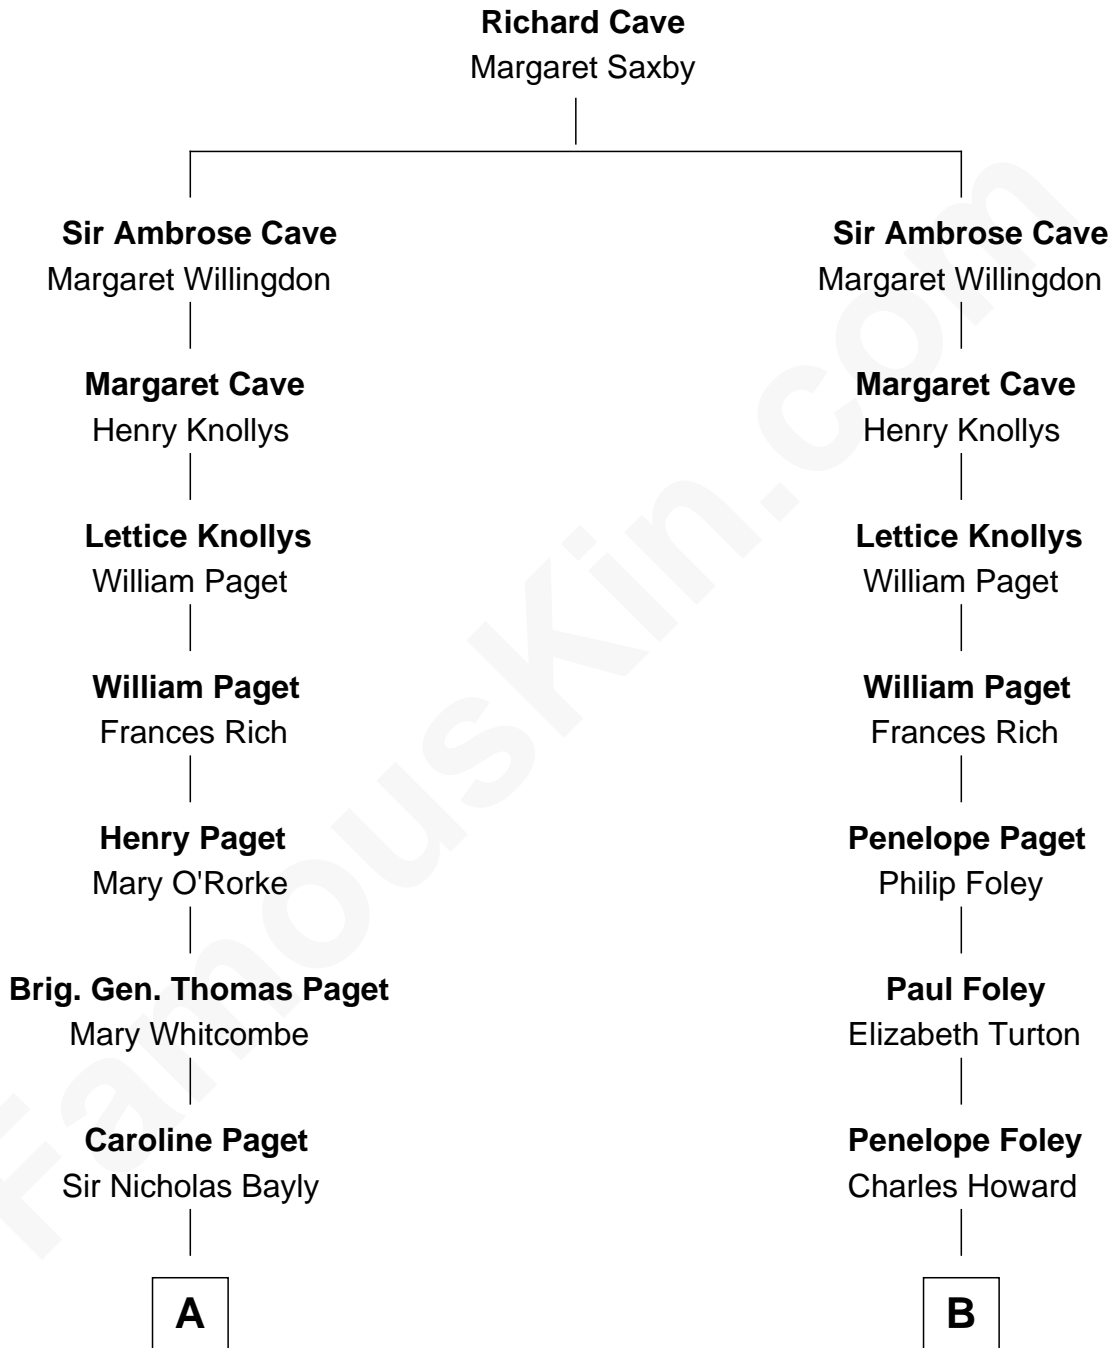 Richard Cave
Margaret Saxby
Sir Ambrose Cave
Margaret Willingdon
Margaret Cave
Henry Knollys
Lettice Knollys
William Paget
William Paget
Frances Rich
Henry Paget
Mary O'Rorke
Brig. Gen. Thomas Paget
Mary Whitcombe
Caroline Paget
Sir Nicholas Bayly
A
Sir Ambrose Cave
Margaret Willingdon
Margaret Cave
Henry Knollys
Lettice Knollys
William Paget
William Paget
Frances Rich
Penelope Paget
Philip Foley
Paul Foley
Elizabeth Turton
Penelope Foley
Charles Howard
B
FamousKin.com